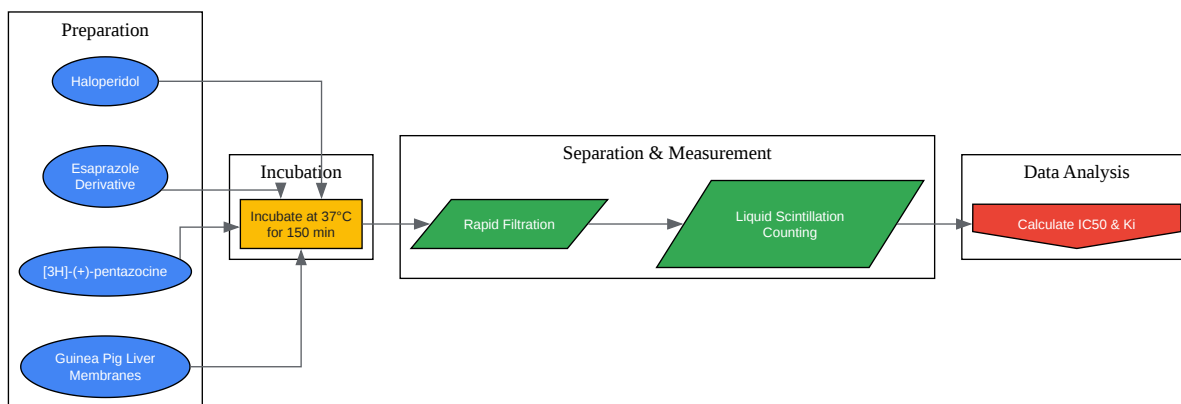 Preparation
Haloperidol
Esaprazole
Derivative
[3H]-(+)-pentazocine
Guinea Pig Liver
Membranes
Incubation
Incubate at 37°C
for 150 min
Separation & Measurement
Rapid Filtration
Liquid Scintillation
Counting
Data Analysis
Calculate IC50 & Ki